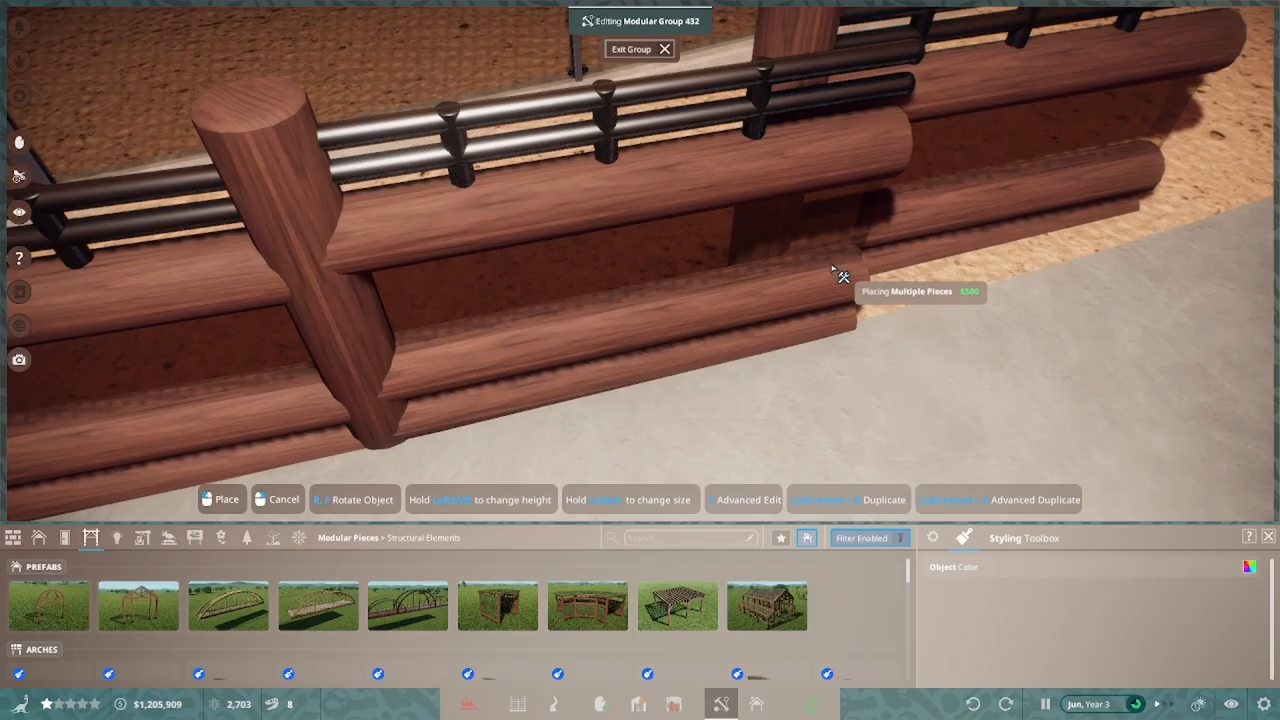 Editing Modular Group 432
Exit Group
Placing Multiple Pieces $500
Place
Cancel
R, F Rotate Object
Hold to change height
Hold to change size
Advanced Edit
Duplicate
Advanced Duplicate
Modular Pieces > Structural Elements
Search...
Filter Enabled
Styling Toolbox
?
PREFABS
Object Color
ARCHES
$1,205,909
2,703
8
Jun, Year 3